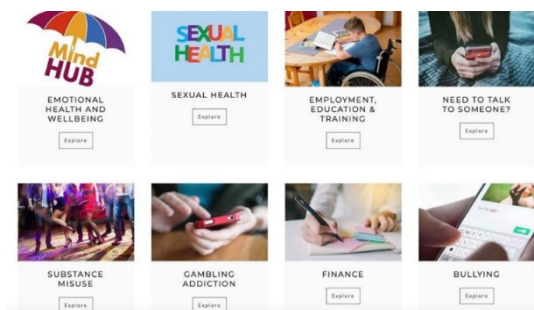 Mind
HUB
EMOTIONAL
HEALTH AND
WELLBEING
Explore
SEXUAL
HEALTH
SEXUAL HEALTH
Explore
EMPLOYMENT,
EDUCATION &
TRAINING
Explore
NEED TO TALK
TO SOMEONE?
Explore
SUBSTANCE
MISUSE
Explore
GAMBLING
ADDICTION
Explore
FINANCE
Explore
BULLYING
Explore